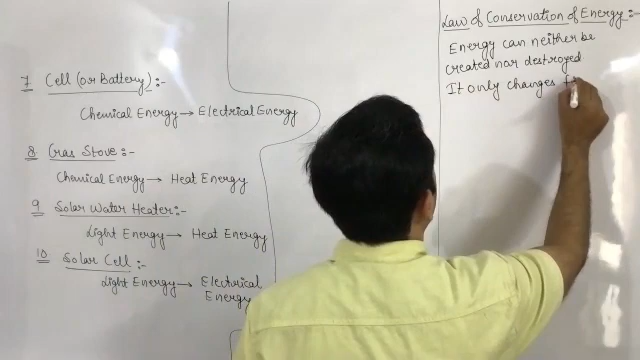 7 Cell (or Battery):-
Chemical Energy → Electrical Energy
8 Gas Stove:-
Chemical Energy → Heat Energy
9 Solar Water Heater:-
Light Energy → Heat Energy
10 Solar Cell:-
Light Energy → Electrical
Energy
Law of Conservation of Energy:-
Energy can neither be
created nor destroyed
It only changes f